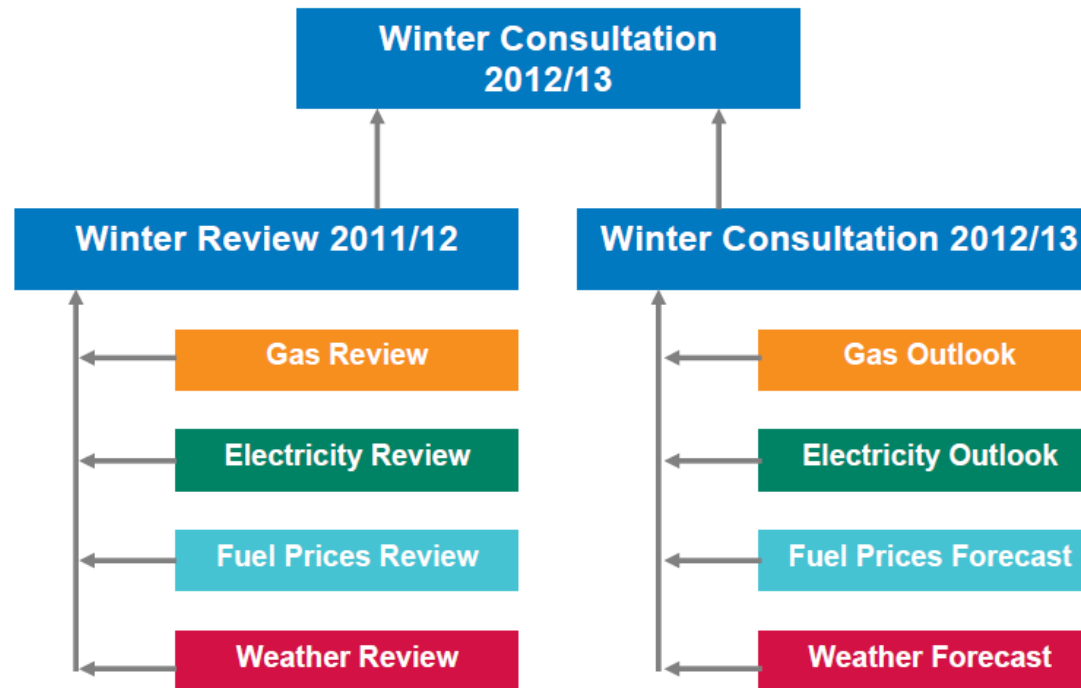 Winter Consultation
2012/13
Winter Review 2011/12
Winter Consultation 2012/13
Gas Review
Gas Outlook
Electricity Review
Electricity Outlook
Fuel Prices Review
Fuel Prices Forecast
Weather Review
Weather Forecast